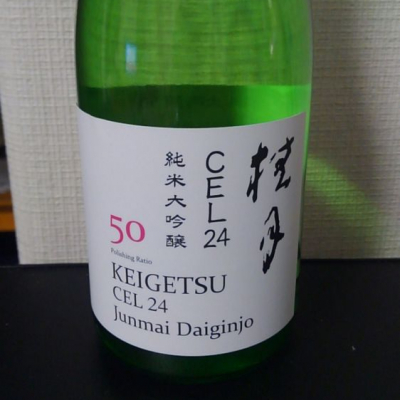 桂月
CEL24
純米大吟醸
50
Polishing Ratio
KEIGETSU
CEL 24
Junmai Daiginjo